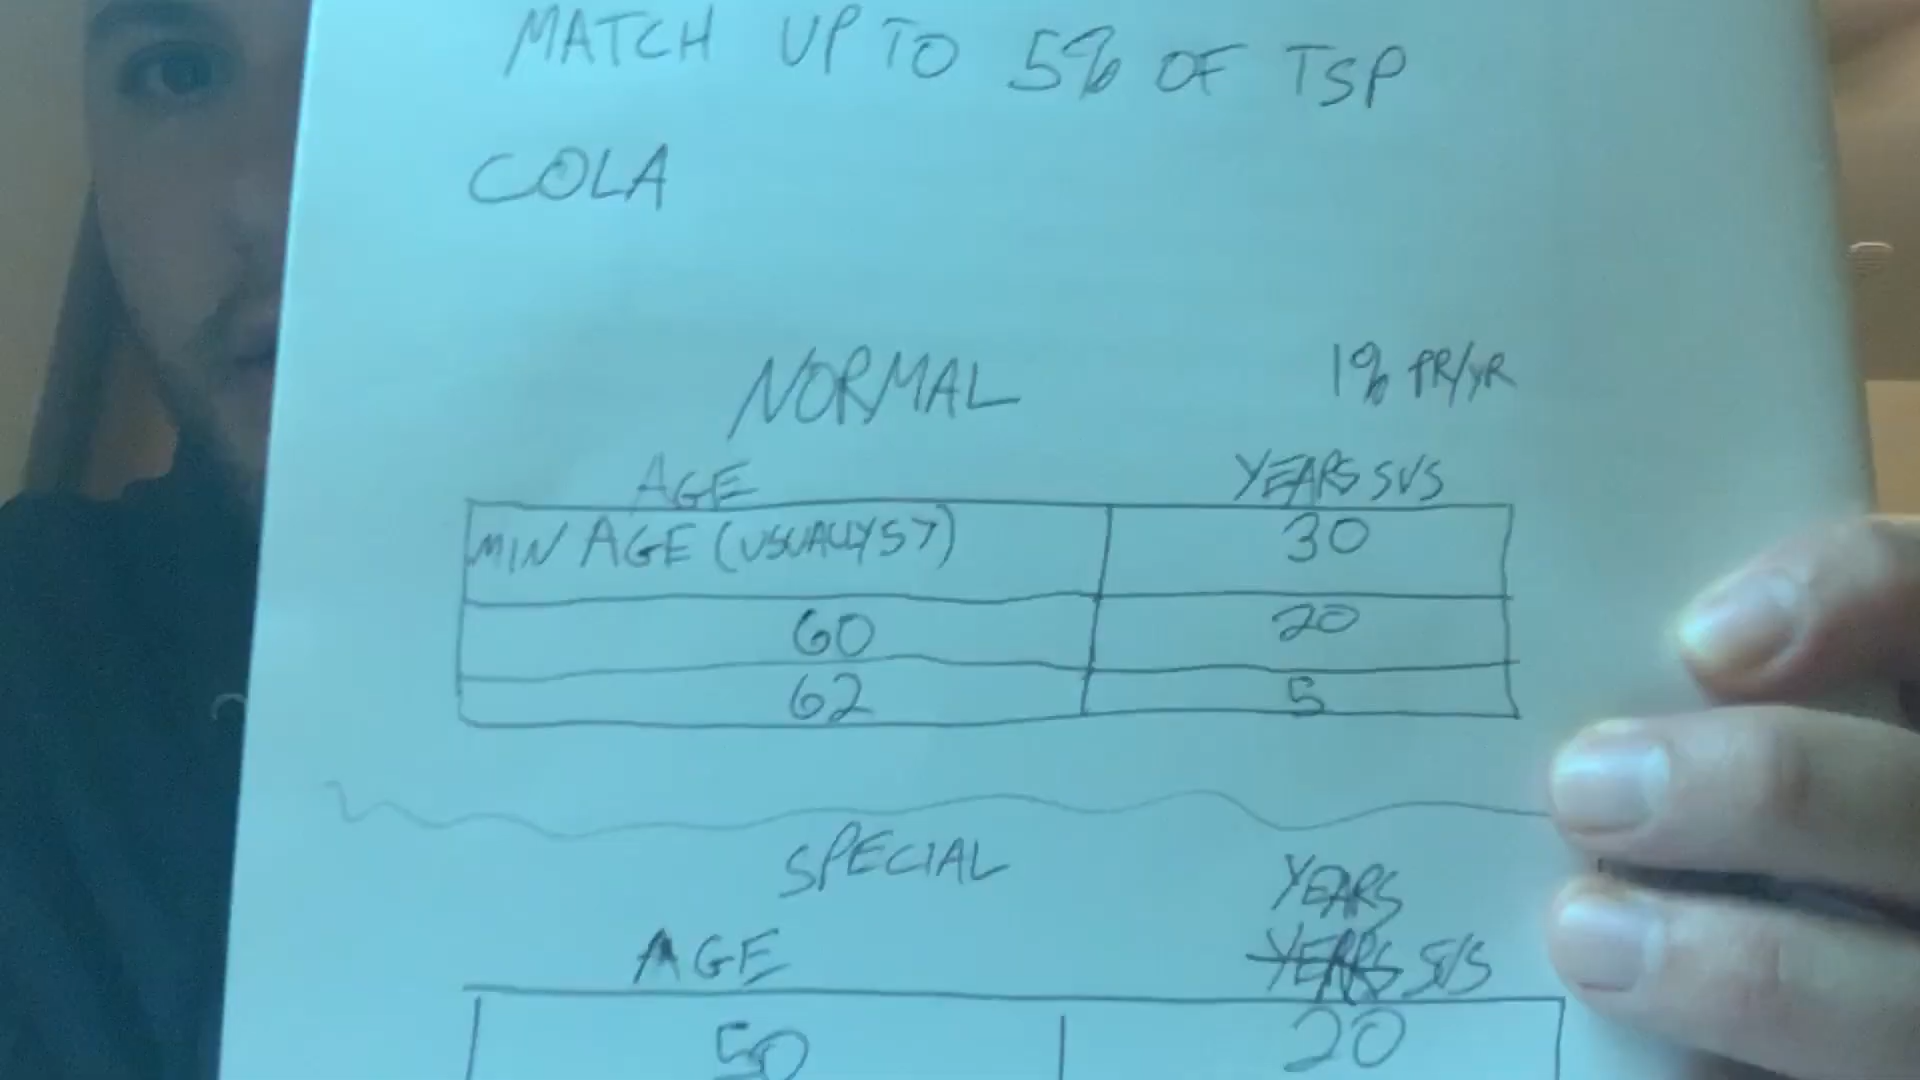 MATCH UP TO 5% OF TSP
COLA
NORMAL 1% PR/YR
AGE YEARS SVS
MIN AGE (USUALLY 57) 30
60 20
62 5
SPECIAL YEARS
AGE YEARS SVS
50 20